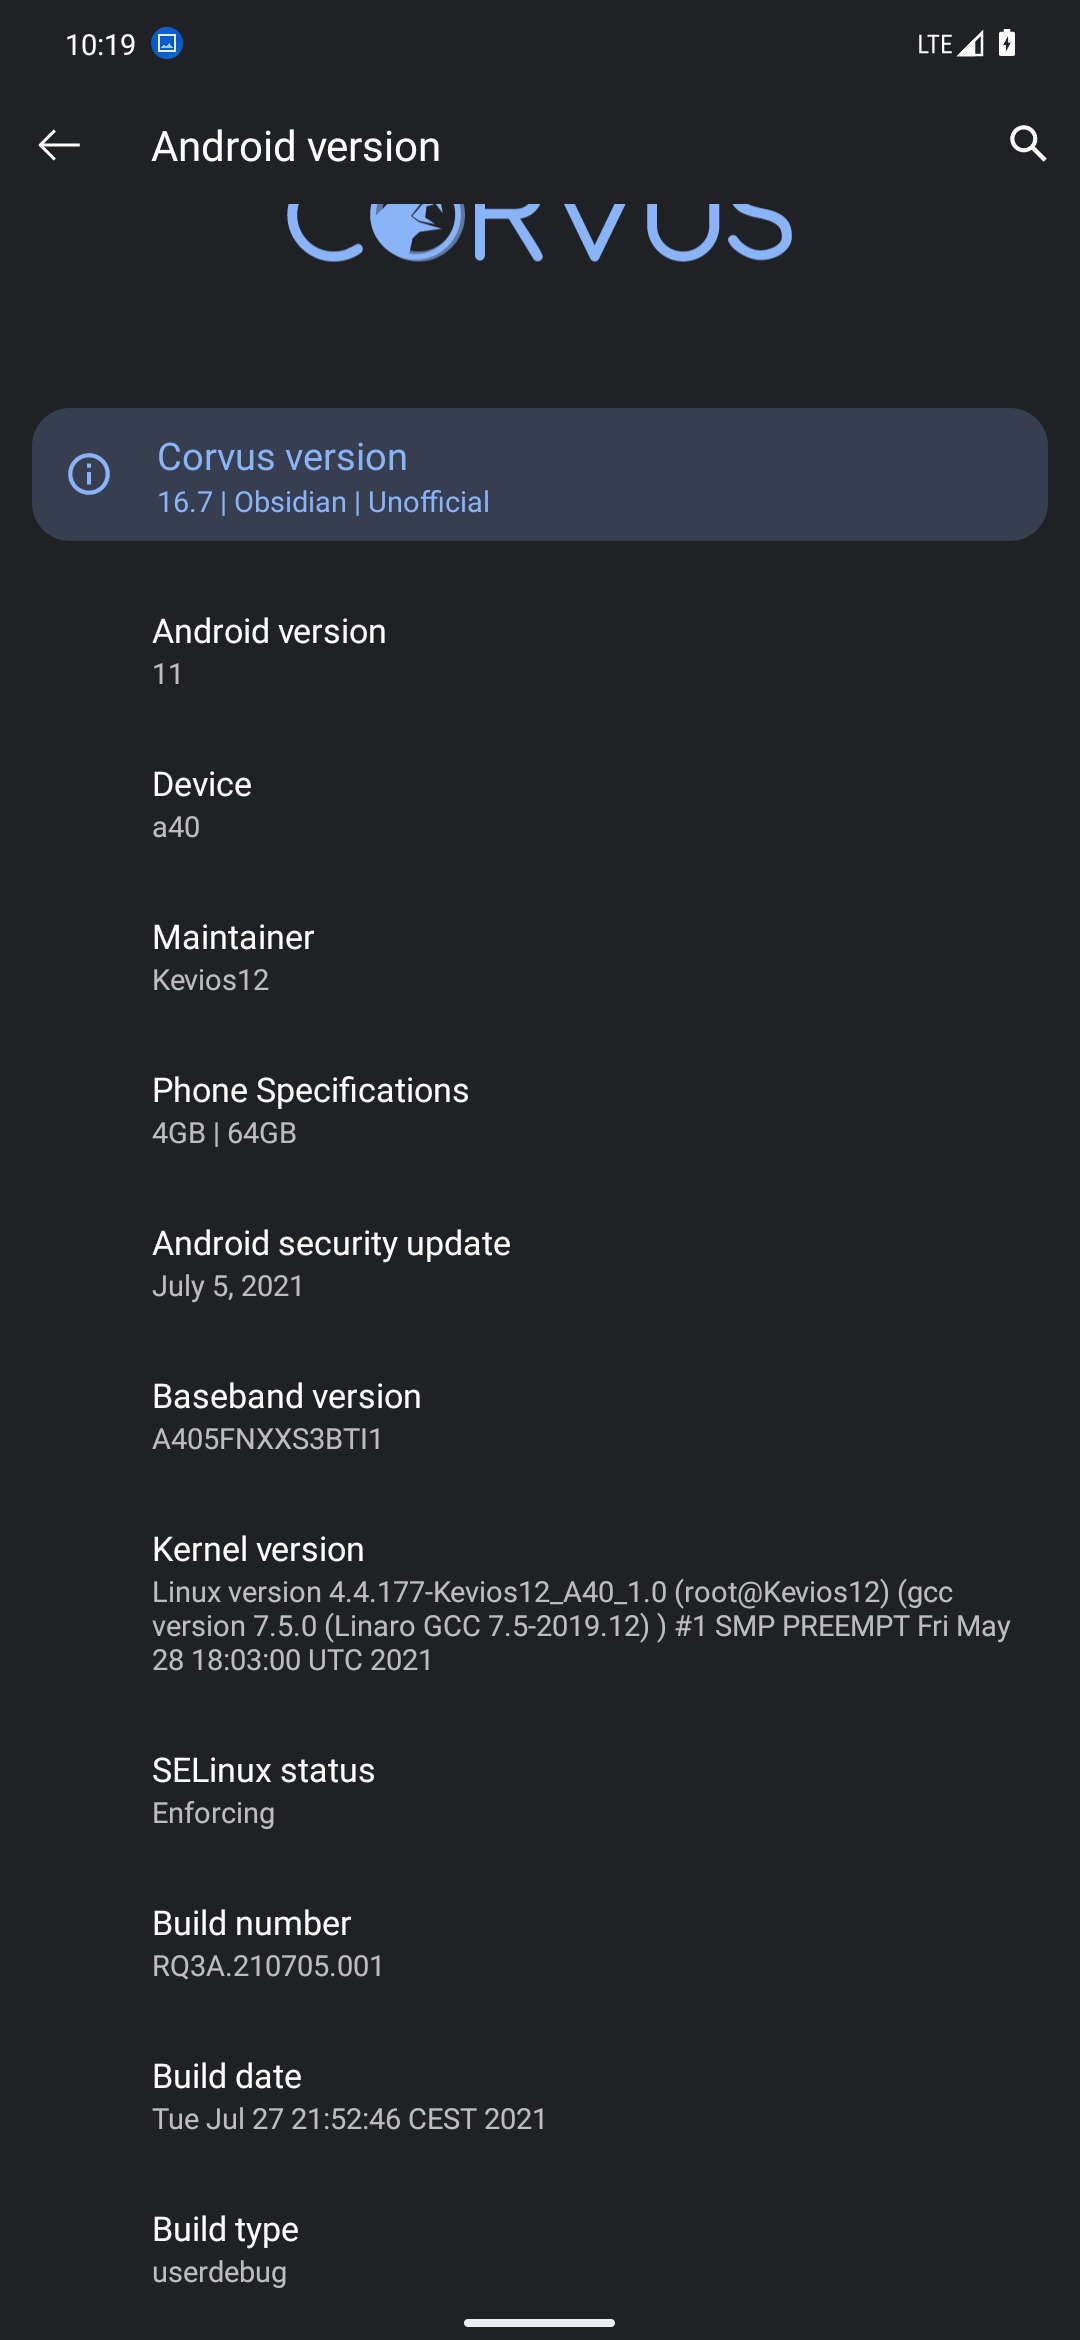 10:19
LTE
Android version
CORVUS
Corvus version
16.7 | Obsidian | Unofficial
Android version
11
Device
a40
Maintainer
Kevios12
Phone Specifications
4GB | 64GB
Android security update
July 5, 2021
Baseband version
A405FNXXS3BTI1
Kernel version
Linux version 4.4.177-Kevios12_A40_1.0 (root@Kevios12) (gcc
version 7.5.0 (Linaro GCC 7.5-2019.12) ) #1 SMP PREEMPT Fri May
28 18:03:00 UTC 2021
SELinux status
Enforcing
Build number
RQ3A.210705.001
Build date
Tue Jul 27 21:52:46 CEST 2021
Build type
userdebug